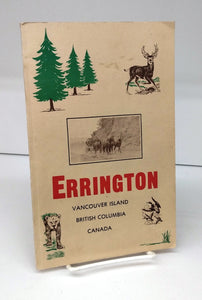 ERRINGTON
VANCOUVER ISLAND
BRITISH COLUMBIA
CANADA